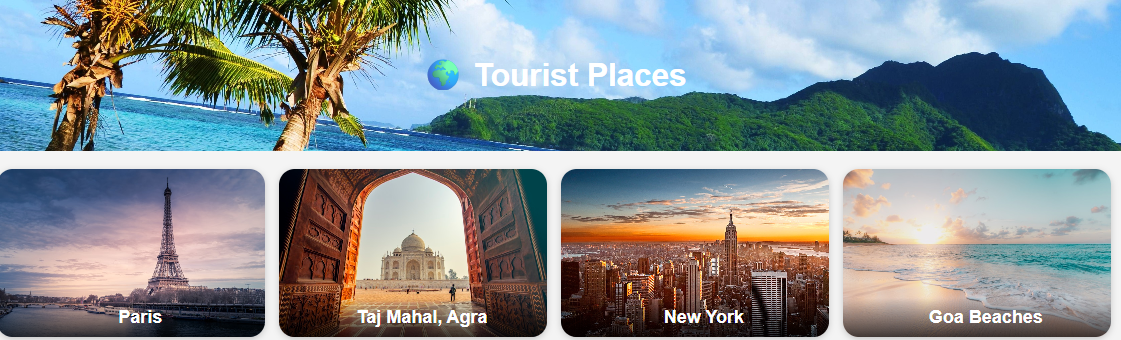 🌍 Tourist Places
Paris
Taj Mahal, Agra
New York
Goa Beaches